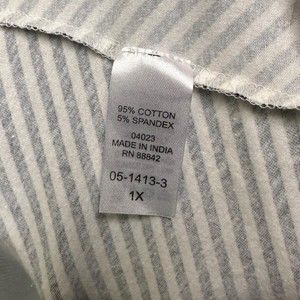 95% COTTON
5% SPANDEX
04023
MADE IN INDIA
RN 88842
05-1413-3
1X